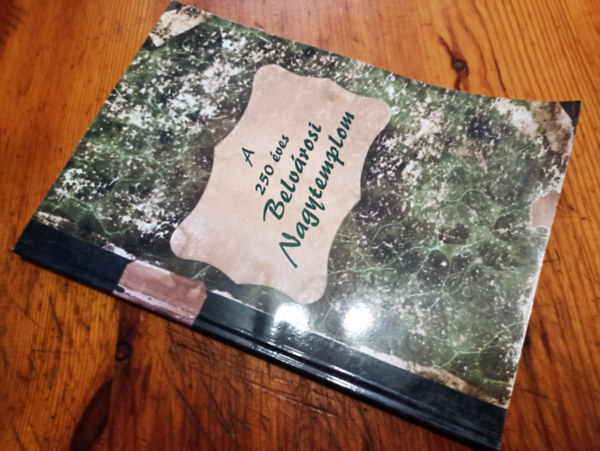 A
250 éves
Belvárosi
Nagytemplom